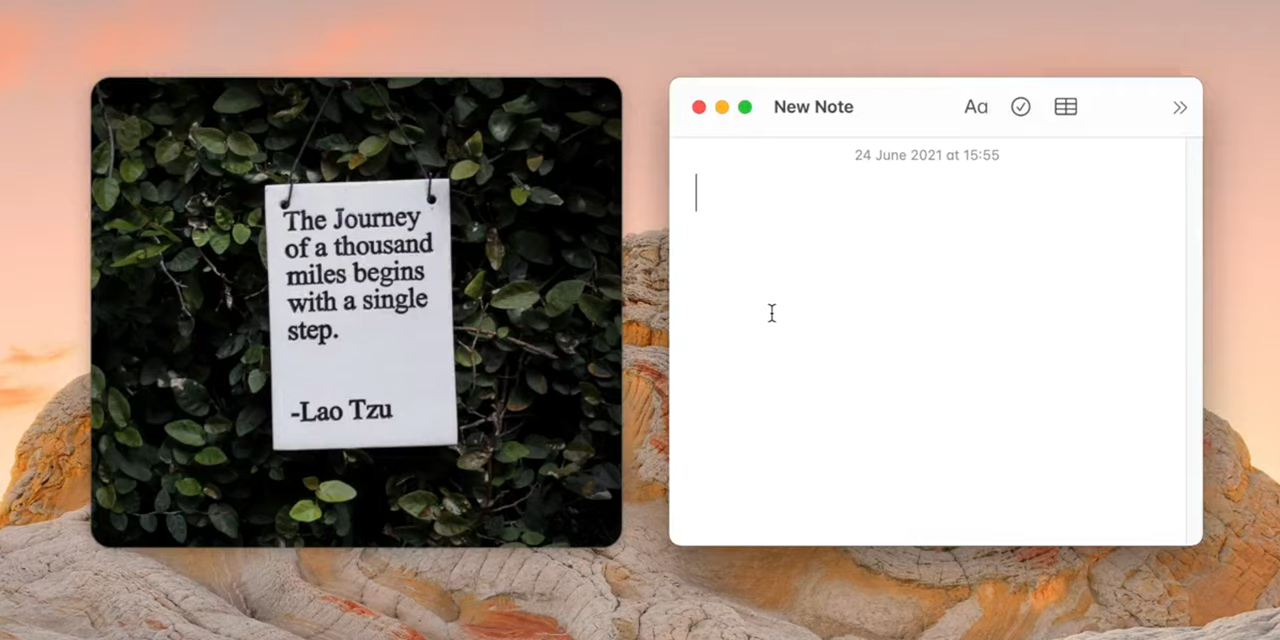 The Journey
of a thousand
miles begins
with a single
step.
-Lao Tzu
New Note
Aa
24 June 2021 at 15:55